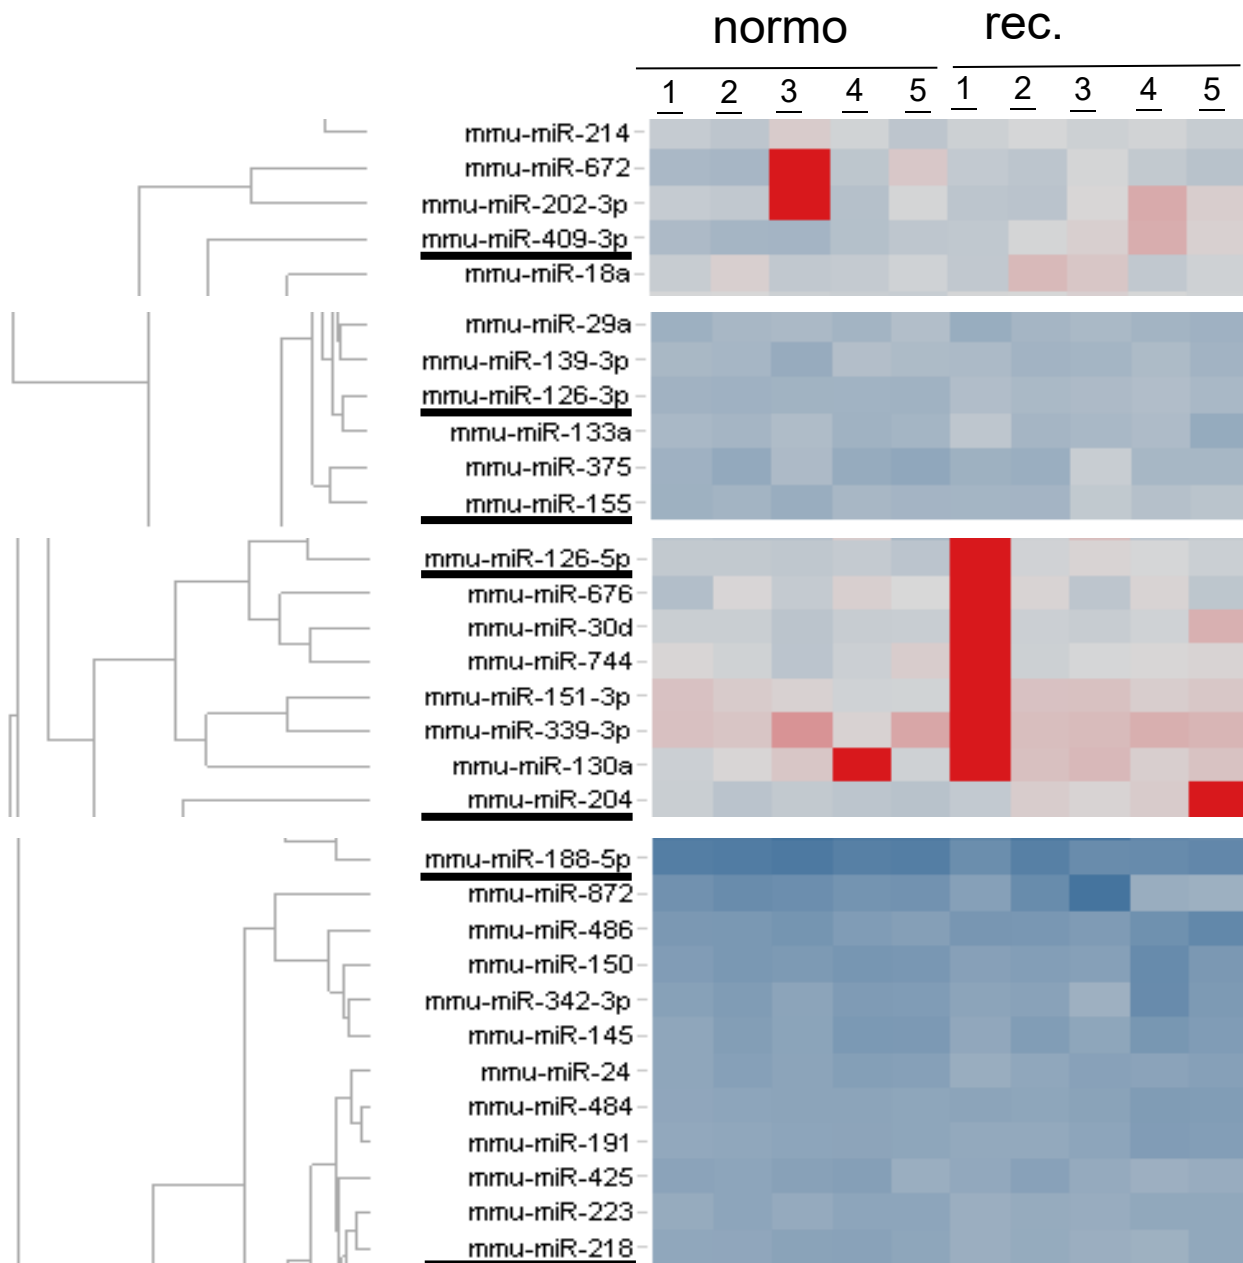 normo rec.
1 2 3 4 5 1 2 3 4 5
mmu-miR-214
mmu-miR-672
mmu-miR-202-3p
mmu-miR-409-3p
mmu-miR-18a
mmu-miR-29a
mmu-miR-139-3p
mmu-miR-126-3p
mmu-miR-133a
mmu-miR-375
mmu-miR-155
mmu-miR-126-5p
mmu-miR-676
mmu-miR-30d
mmu-miR-744
mmu-miR-151-3p
mmu-miR-339-3p
mmu-miR-130a
mmu-miR-204
mmu-miR-188-5p
mmu-miR-872
mmu-miR-486
mmu-miR-150
mmu-miR-342-3p
mmu-miR-145
mmu-miR-24
mmu-miR-484
mmu-miR-191
mmu-miR-425
mmu-miR-223
mmu-miR-218